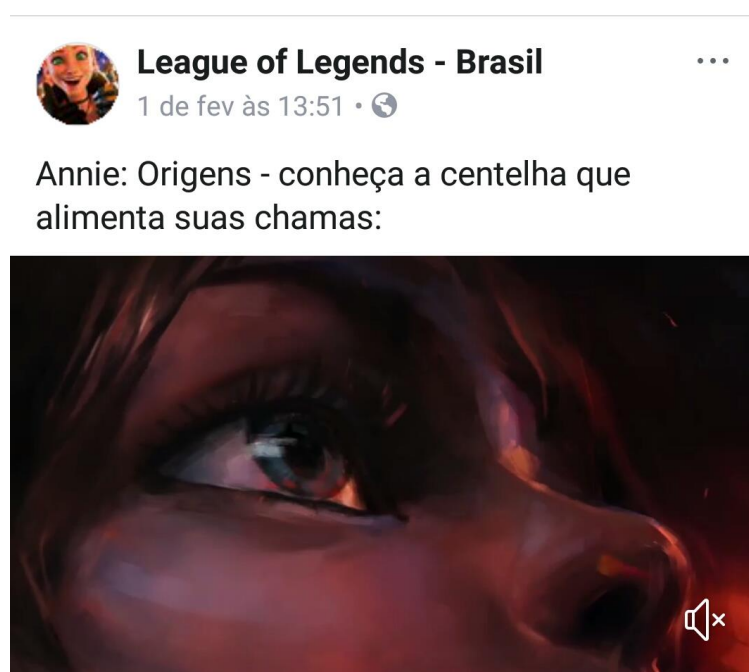 League of Legends - Brasil
1 de fev às 13:51 •
Annie: Origens - conheça a centelha que
alimenta suas chamas: